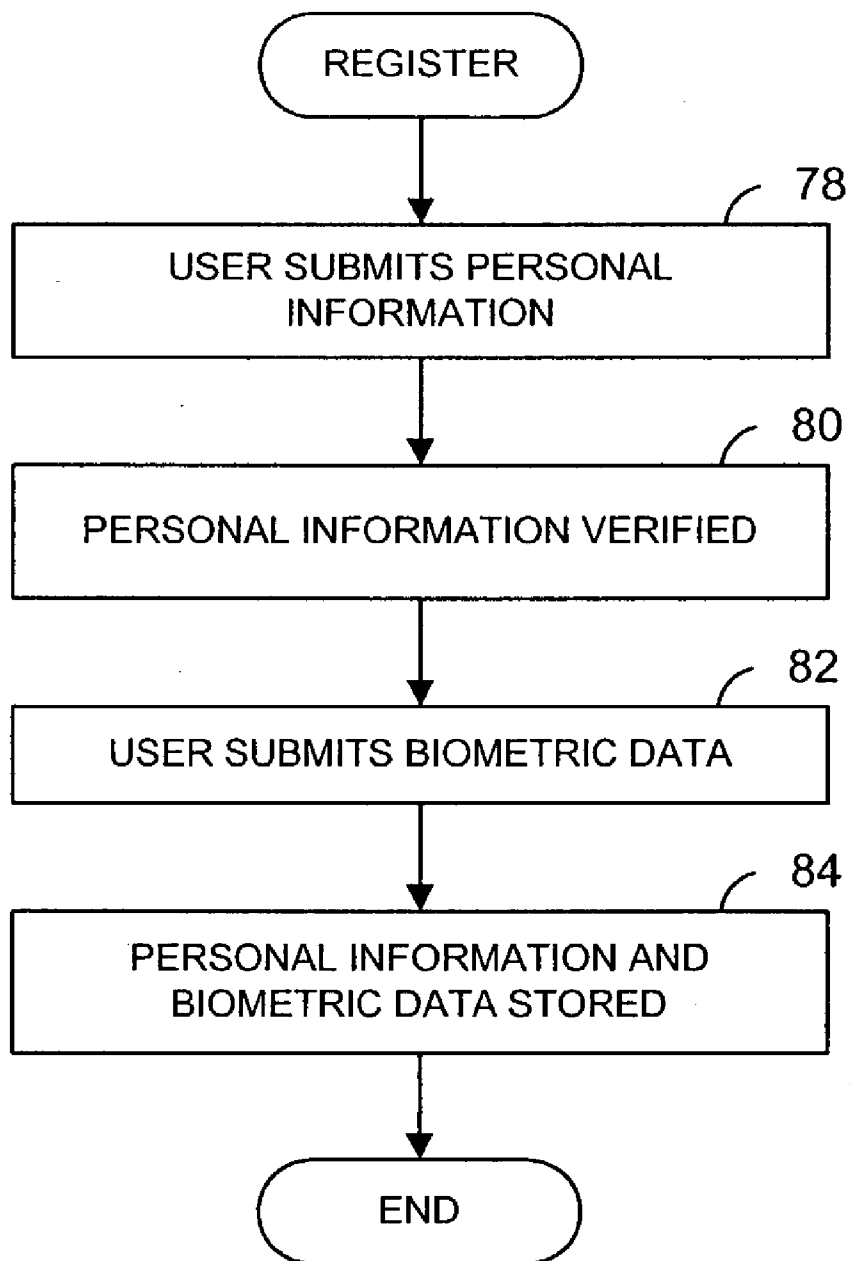 REGISTER
78
USER SUBMITS PERSONAL
INFORMATION
80
PERSONAL INFORMATION VERIFIED
82
USER SUBMITS BIOMETRIC DATA
84
PERSONAL INFORMATION AND
BIOMETRIC DATA STORED
END